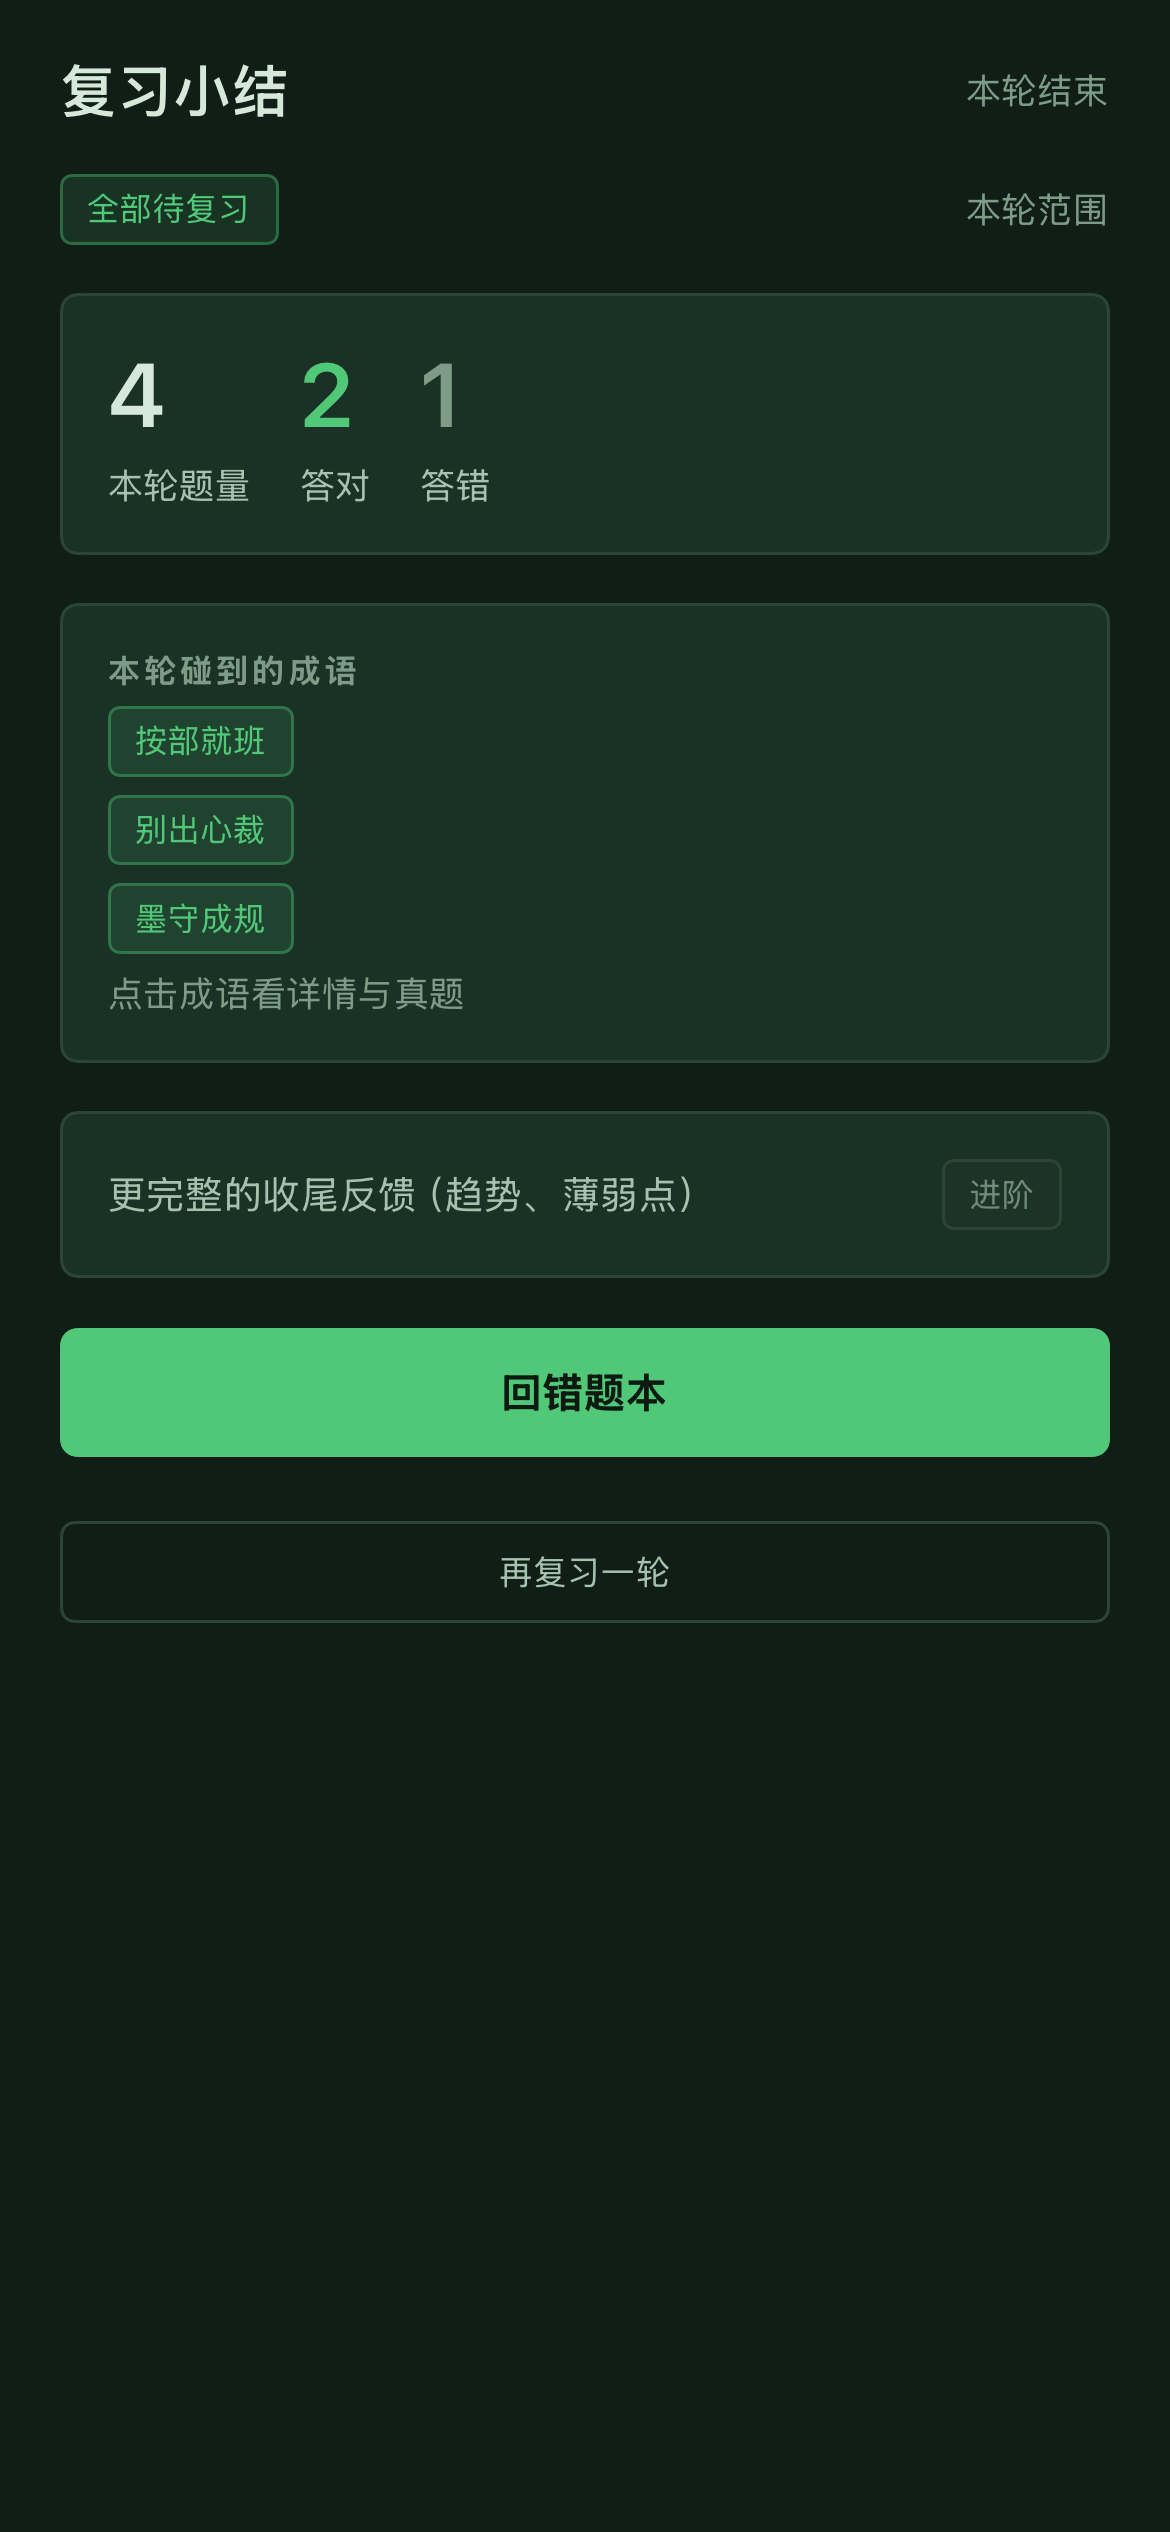 复习小结
本轮结束
全部待复习
本轮范围
4 2 1
本轮题量 答对 答错
本轮碰到的成语
按部就班
别出心裁
墨守成规
点击成语看详情与真题
更完整的收尾反馈（趋势、薄弱点）
进阶
回错题本
再复习一轮